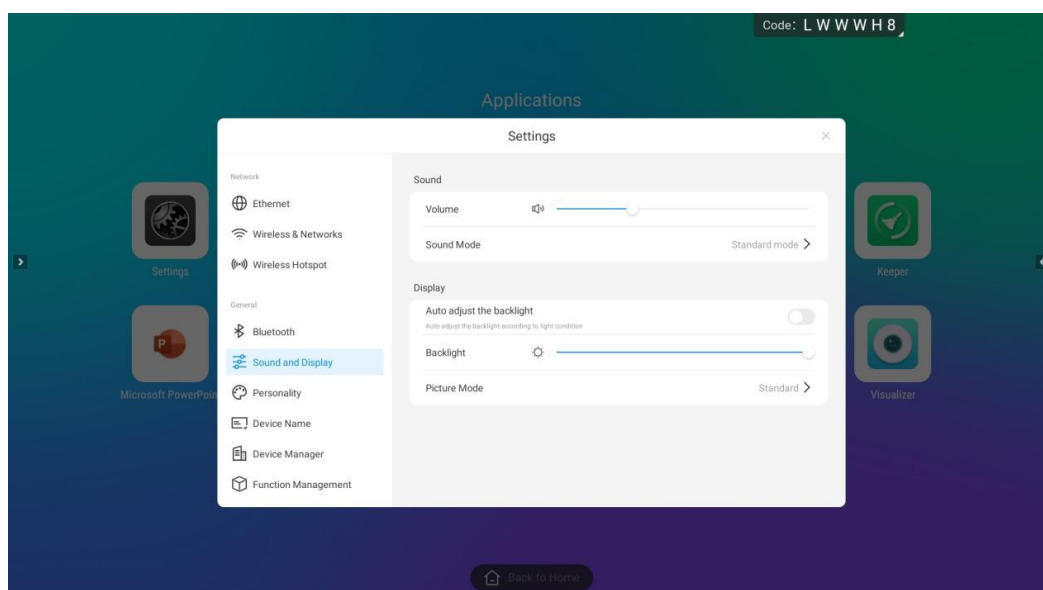 Code: LWWWH8
Applications
Settings
Network
Ethernet
Wireless & Networks
Wireless Hotspot
General
Bluetooth
Sound and Display
Personality
Device Name
Device Manager
Function Management
Sound
Volume
Sound Mode Standard mode
Display
Auto adjust the backlight
Auto adjust the backlight according to light condition
Backlight
Picture Mode Standard
Settings
Microsoft PowerPoin
Keeper
Visualizer
Back to Home